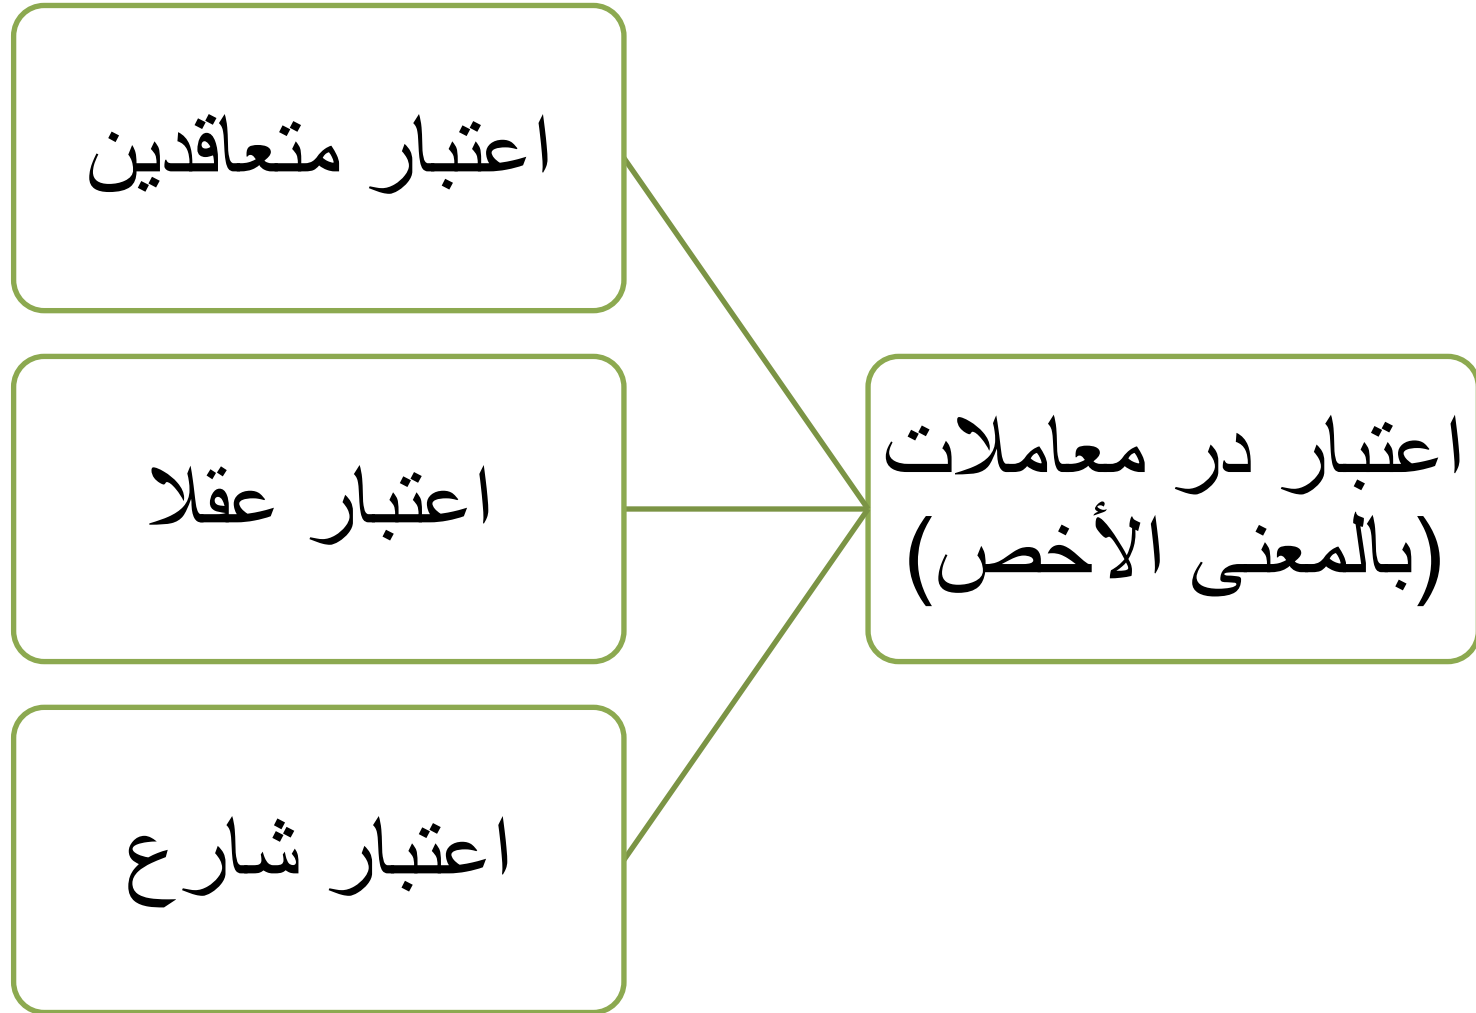 اعتبار در معاملات
(بالمعنى الأخص)
اعتبار متعاقدين
اعتبار عقلا
اعتبار شارع